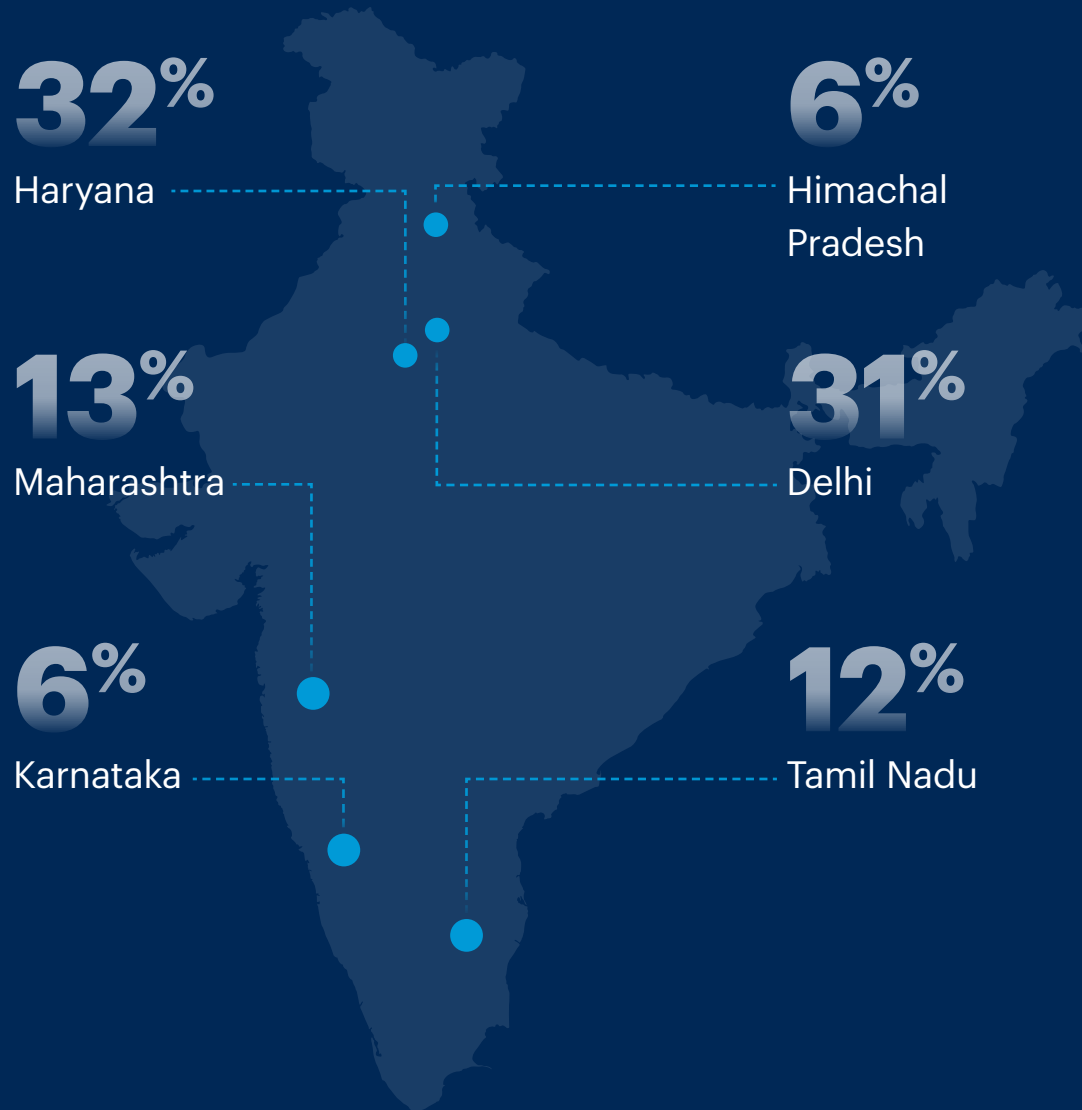 32%
Haryana
6%
Himachal
Pradesh
13%
Maharashtra
31%
Delhi
6%
Karnataka
12%
Tamil Nadu